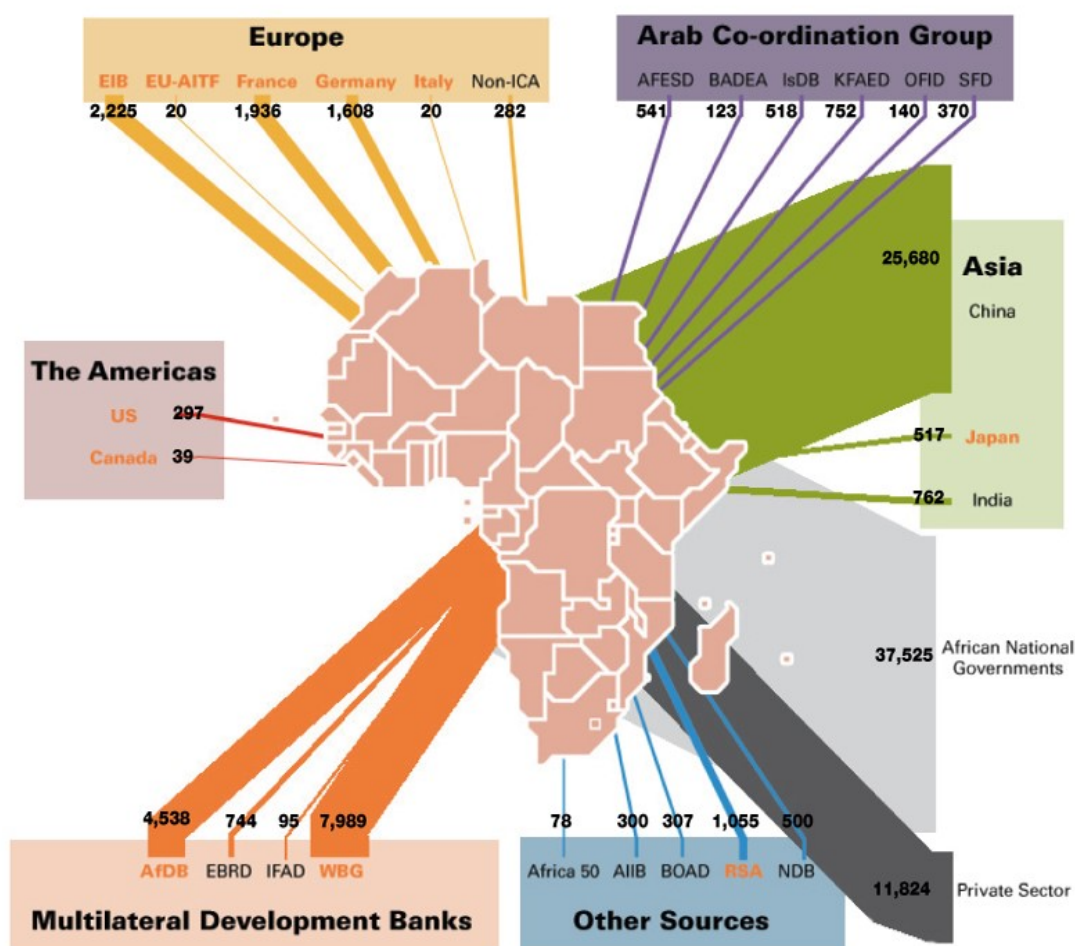 Europe
EIB EU-AITF France Germany Italy Non-ICA
2,225 20 1,936 1,608 20 282
Arab Co-ordination Group
AFESD BADEA IsDB KFAED OFID SFD
541 123 518 752 140 370
25,680
Asia
China
517 Japan
762 India
The Americas
US 297
Canada 39
37,525
African National
Governments
11,824 Private Sector
4,538 744 95 7,989
AfDB EBRD IFAD WBG
Multilateral Development Banks
78 300 307 1,055 500
Africa 50 AIIB BOAD RSA NDB
Other Sources